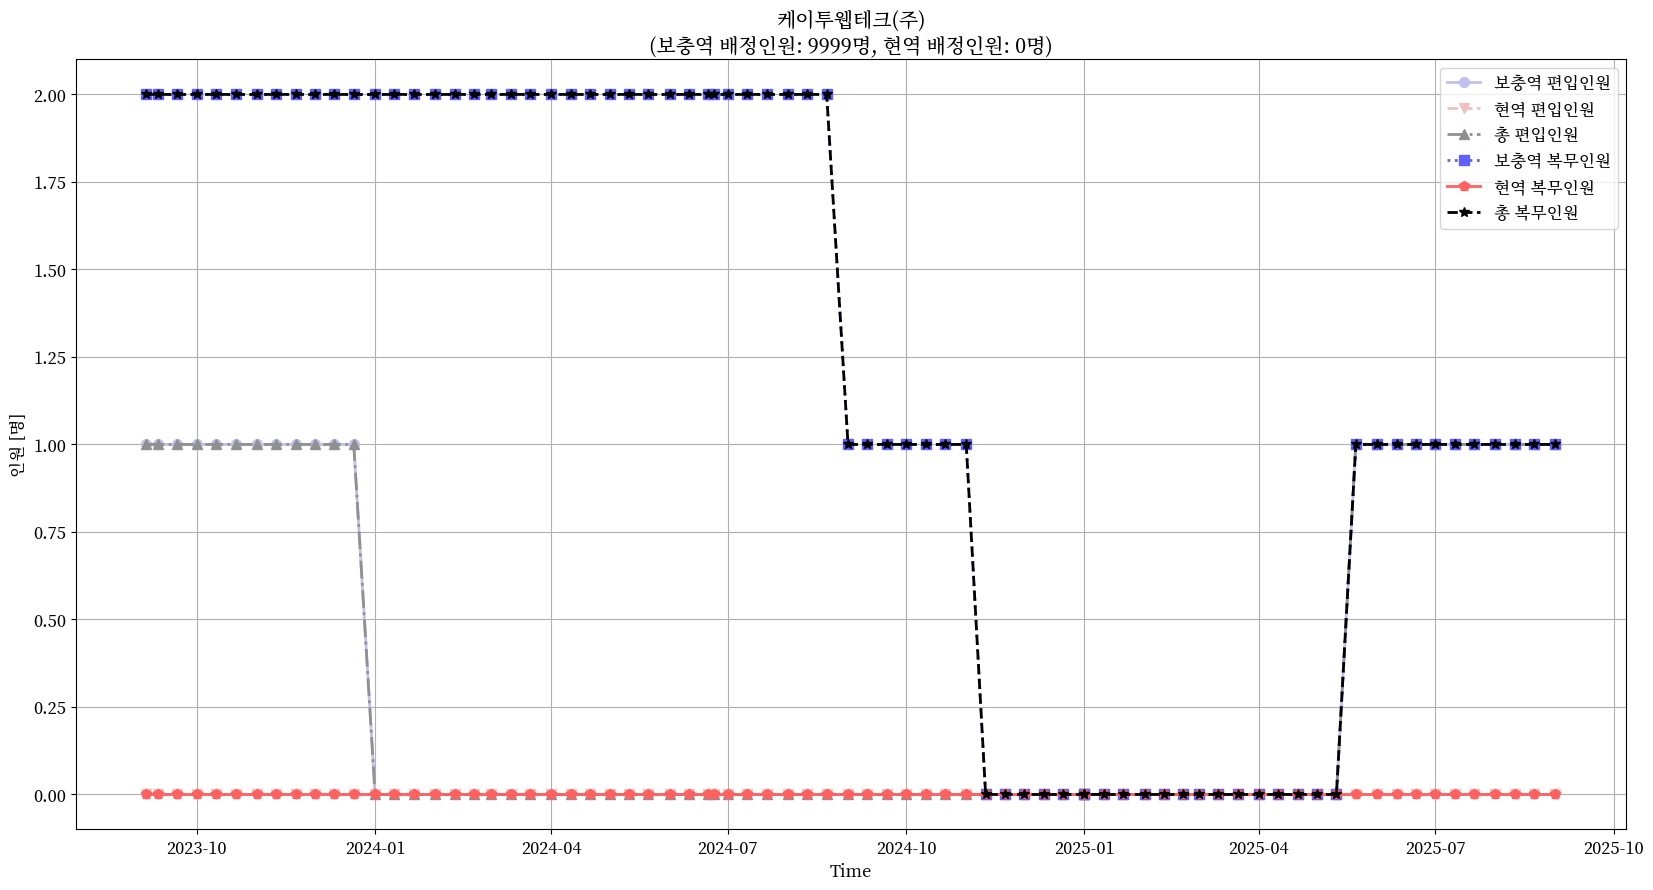 케이투웹테크(주)
(보충역 배정인원: 9999명, 현역 배정인원: 0명)
보충역 편입인원
현역 편입인원
총 편입인원
보충역 복무인원
현역 복무인원
총 복무인원
인원 [명]
2.00
1.75
1.50
1.25
1.00
0.75
0.50
0.25
0.00
2023-10
2024-01
2024-04
2024-07
2024-10
2025-01
2025-04
2025-07
2025-10
Time